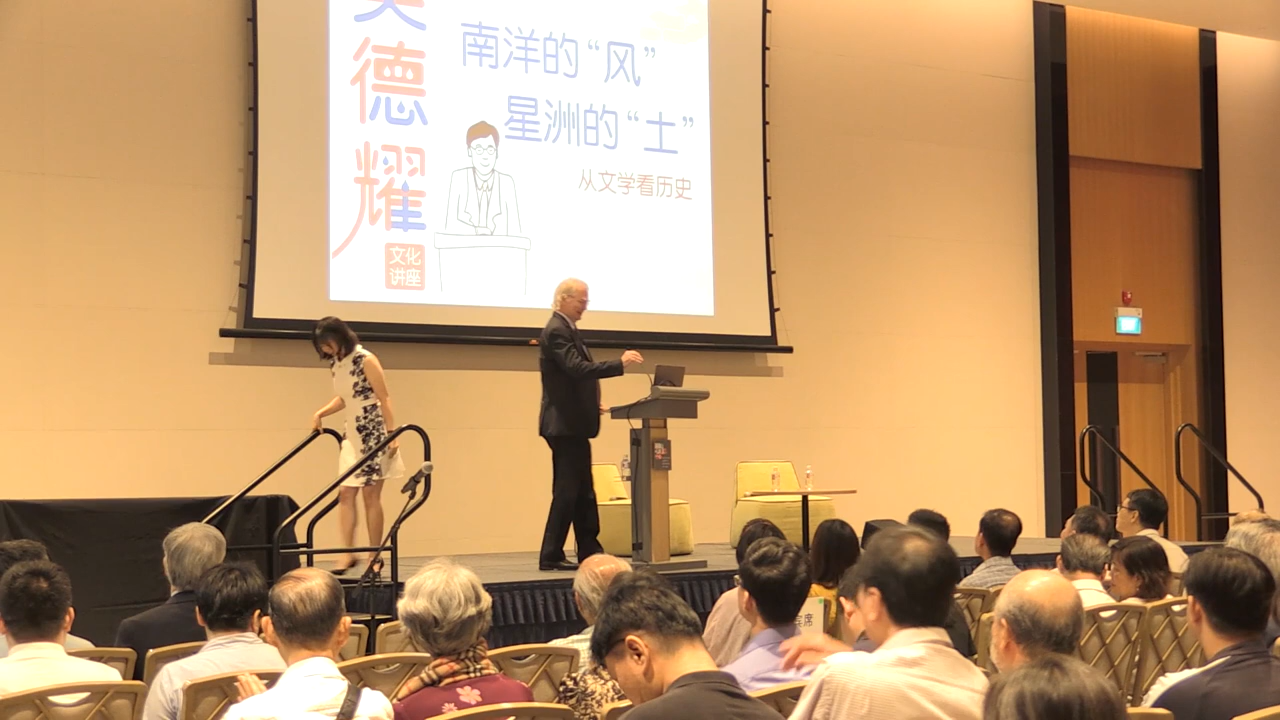 德
耀
文化
讲座
南洋的“风”
星洲的“土”
从文学看历史
席